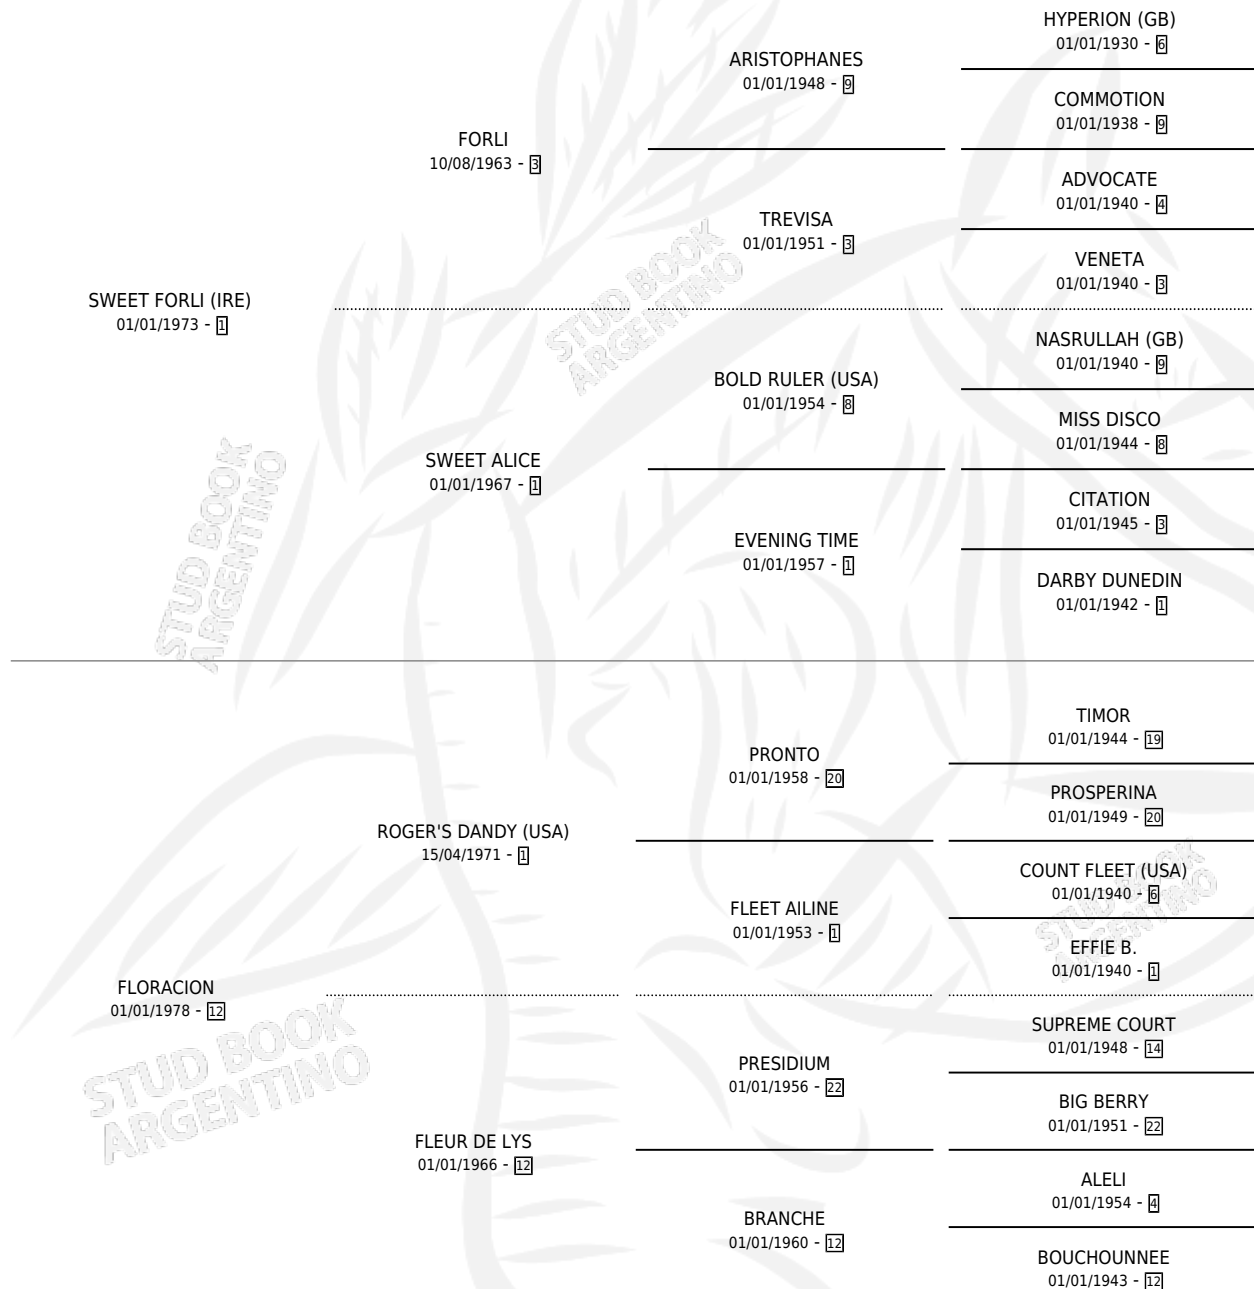 HYPERION (GB)
01/01/1930 - 6
ARISTOPHANES
01/01/1948 - 9
COMMOTION
01/01/1938 - 9
FORLI
10/08/1963 - 3
ADVOCATE
01/01/1940 - 4
TREVISA
01/01/1951 - 3
VENETA
01/01/1940 - 3
SWEET FORLI (IRE)
01/01/1973 - 1
STUD BOOK
ARGENTINO
NASRULLAH (GB)
01/01/1940 - 9
BOLD RULER (USA)
01/01/1954 - 8
MISS DISCO
01/01/1944 - 8
SWEET ALICE
01/01/1967 - 1
CITATION
01/01/1945 - 3
EVENING TIME
01/01/1957 - 1
DARBY DUNEDIN
01/01/1942 - 1
STUD BOOK
ARGENTINO
TIMOR
01/01/1944 - 19
PRONTO
01/01/1958 - 20
PROSPERINA
01/01/1949 - 20
ROGER'S DANDY (USA)
15/04/1971 - 1
COUNT FLEET (USA)
01/01/1940 - 6
FLEET AILINE
01/01/1953 - 1
STUD BOOK
ARGENTINO
EFFIE B.
01/01/1940 - 1
FLORACION
01/01/1978 - 12
STUD BOOK
ARGENTINO
SUPREME COURT
01/01/1948 - 14
PRESIDIUM
01/01/1956 - 22
BIG BERRY
01/01/1951 - 22
FLEUR DE LYS
01/01/1966 - 12
ALELI
01/01/1954 - 4
BRANCHE
01/01/1960 - 12
BOUCHOUNNEE
01/01/1943 - 12